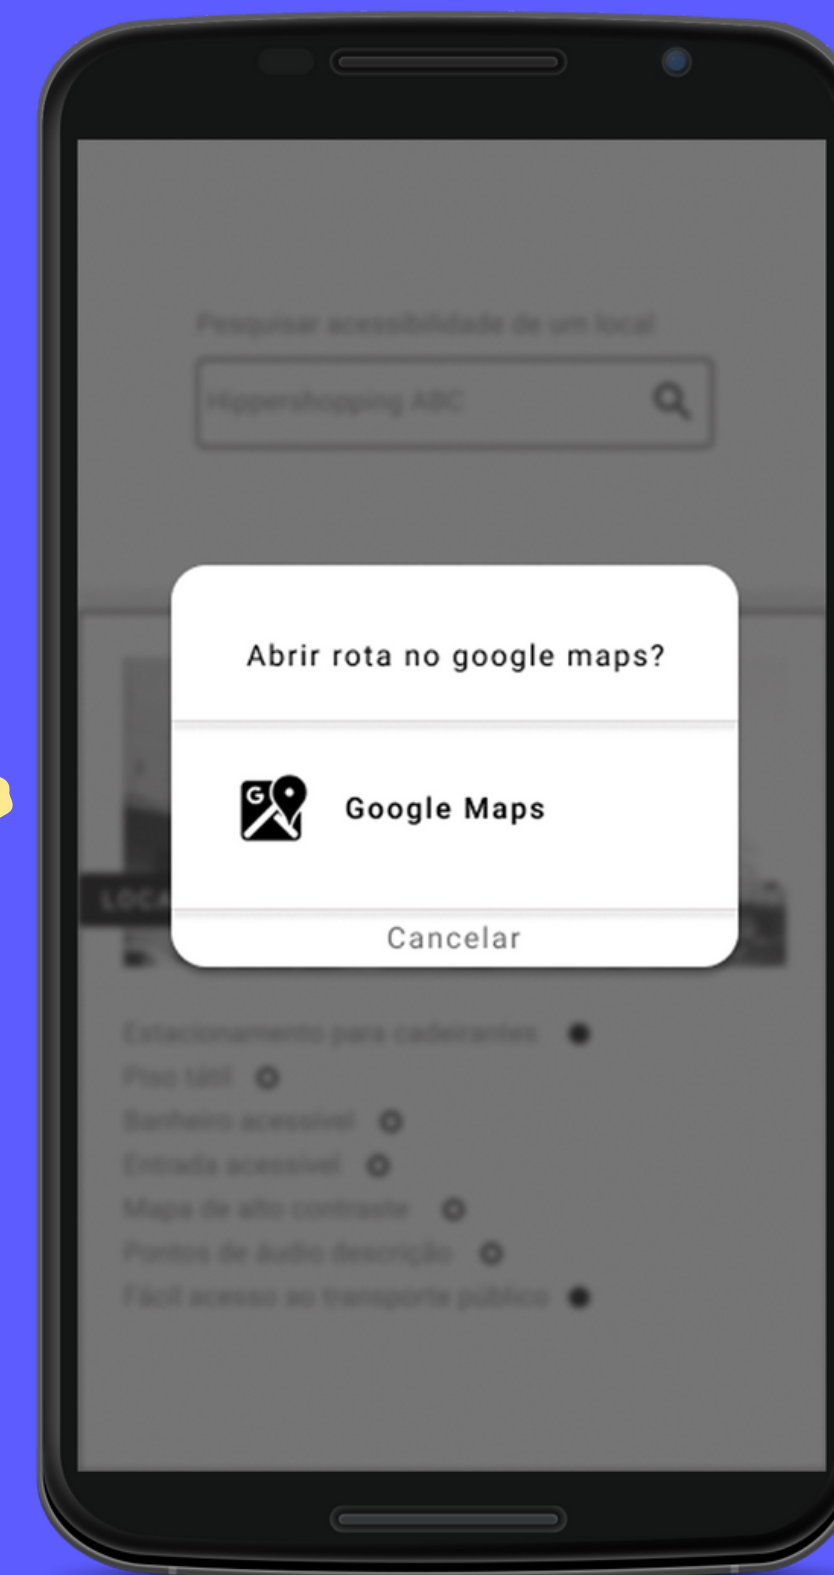 Pesquisar acessibilidade de um local
Hippershopping ABC
Abrir rota no google maps?
G
Google Maps
Cancelar
Estacionamento para cadeirantes
Piso tátil
Banheiro acessível
Entrada acessível
Mapa de alto contraste
Pontos de áudio descrição
Fácil acesso ao transporte público